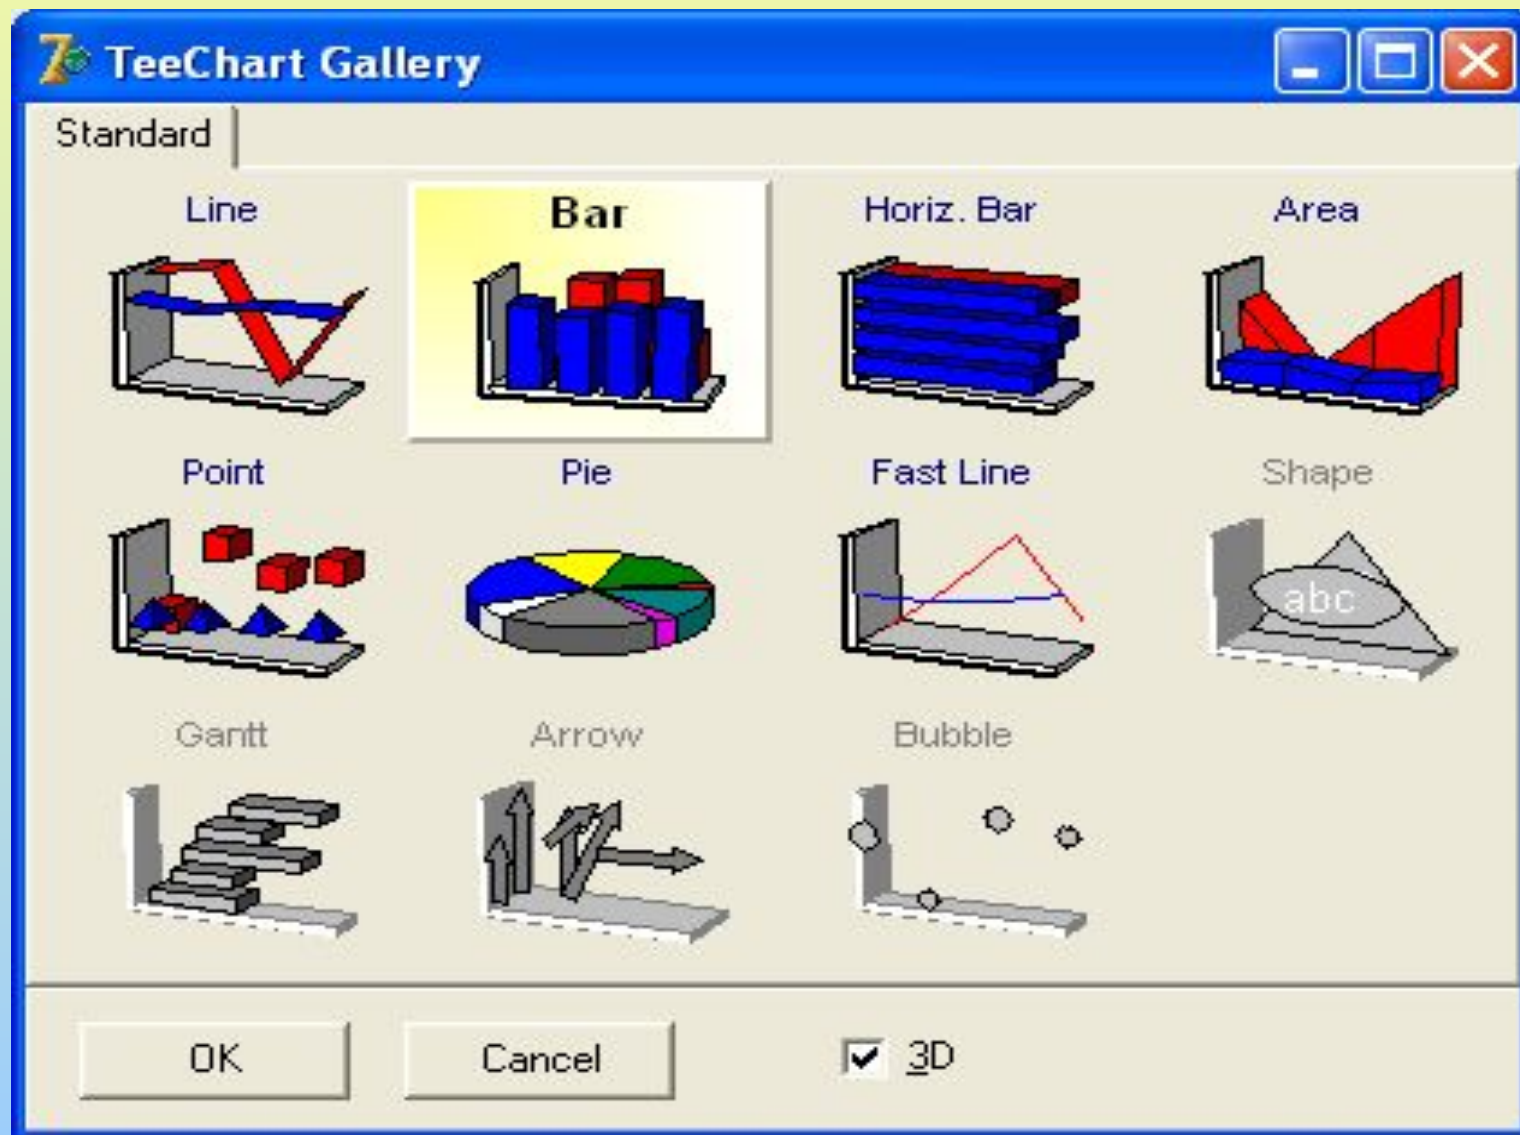 TeeChart Gallery
Standard
Line Bar Horiz. Bar Area
Point Pie Fast Line Shape
abc
Gantt Arrow Bubble
OK Cancel 3D